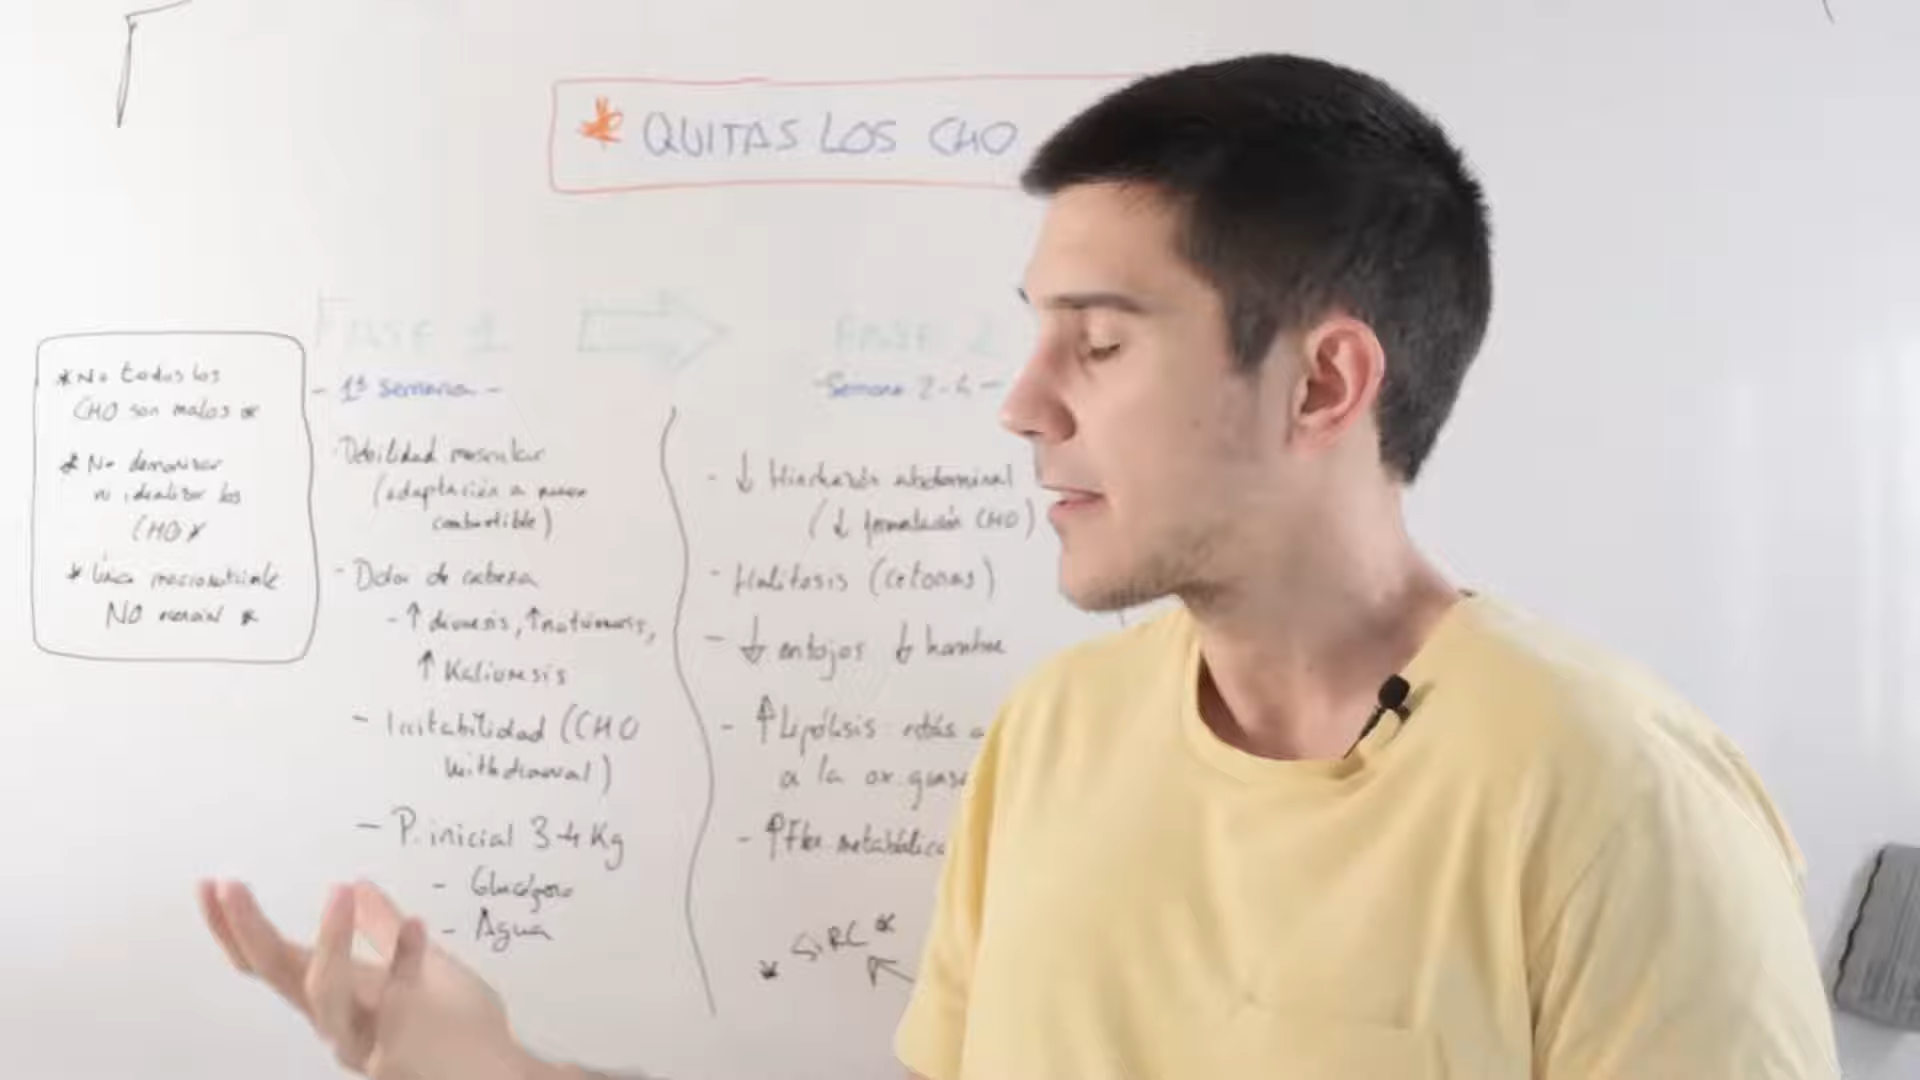 * QUITAS LOS CHO
FASE 1
FASE 2
- 1ª semana -
- Semana 2-4 -
* No todos los
CHO son malos *
* No demonizar
ni idealizar los
CHO *
* Único macronutriente
NO esencial *
- Debilidad muscular
(adaptación a nuevo
combustible)
- Dolor de cabeza
- ↑ diuresis, ↑ natriuresis,
↑ Kaliuresis
- Irritabilidad (CHO
Withdrawal)
- P. inicial 3-4 Kg
- Glucógeno
- Agua
- ↓ Hinchazón abdominal
(↓ fermentación CHO)
- Halitosis (cetonas)
- ↓ antojos ↓ hambre
- ↑ Lipólisis
a la ox.
- ↑ Flex metabólica
* Si RC *